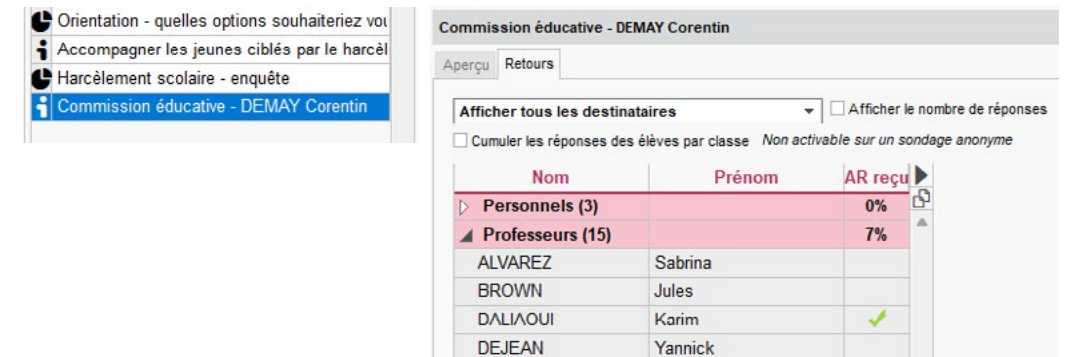 Orientation - quelles options souhaiteriez vou
Accompagner les jeunes ciblés par le harcèl
Harcèlement scolaire - enquête
Commission éducative - DEMAY Corentin
Commission éducative - DEMAY Corentin
Aperçu Retours
Afficher tous les destinataires Afficher le nombre de réponses
Cumuler les réponses des élèves par classe Non activable sur un sondage anonyme
Nom Prénom AR reçu
Personnels (3) 0%
Professeurs (15) 7%
ALVAREZ Sabrina
BROWN Jules
DALIAOUI Karim
DEJEAN Yannick